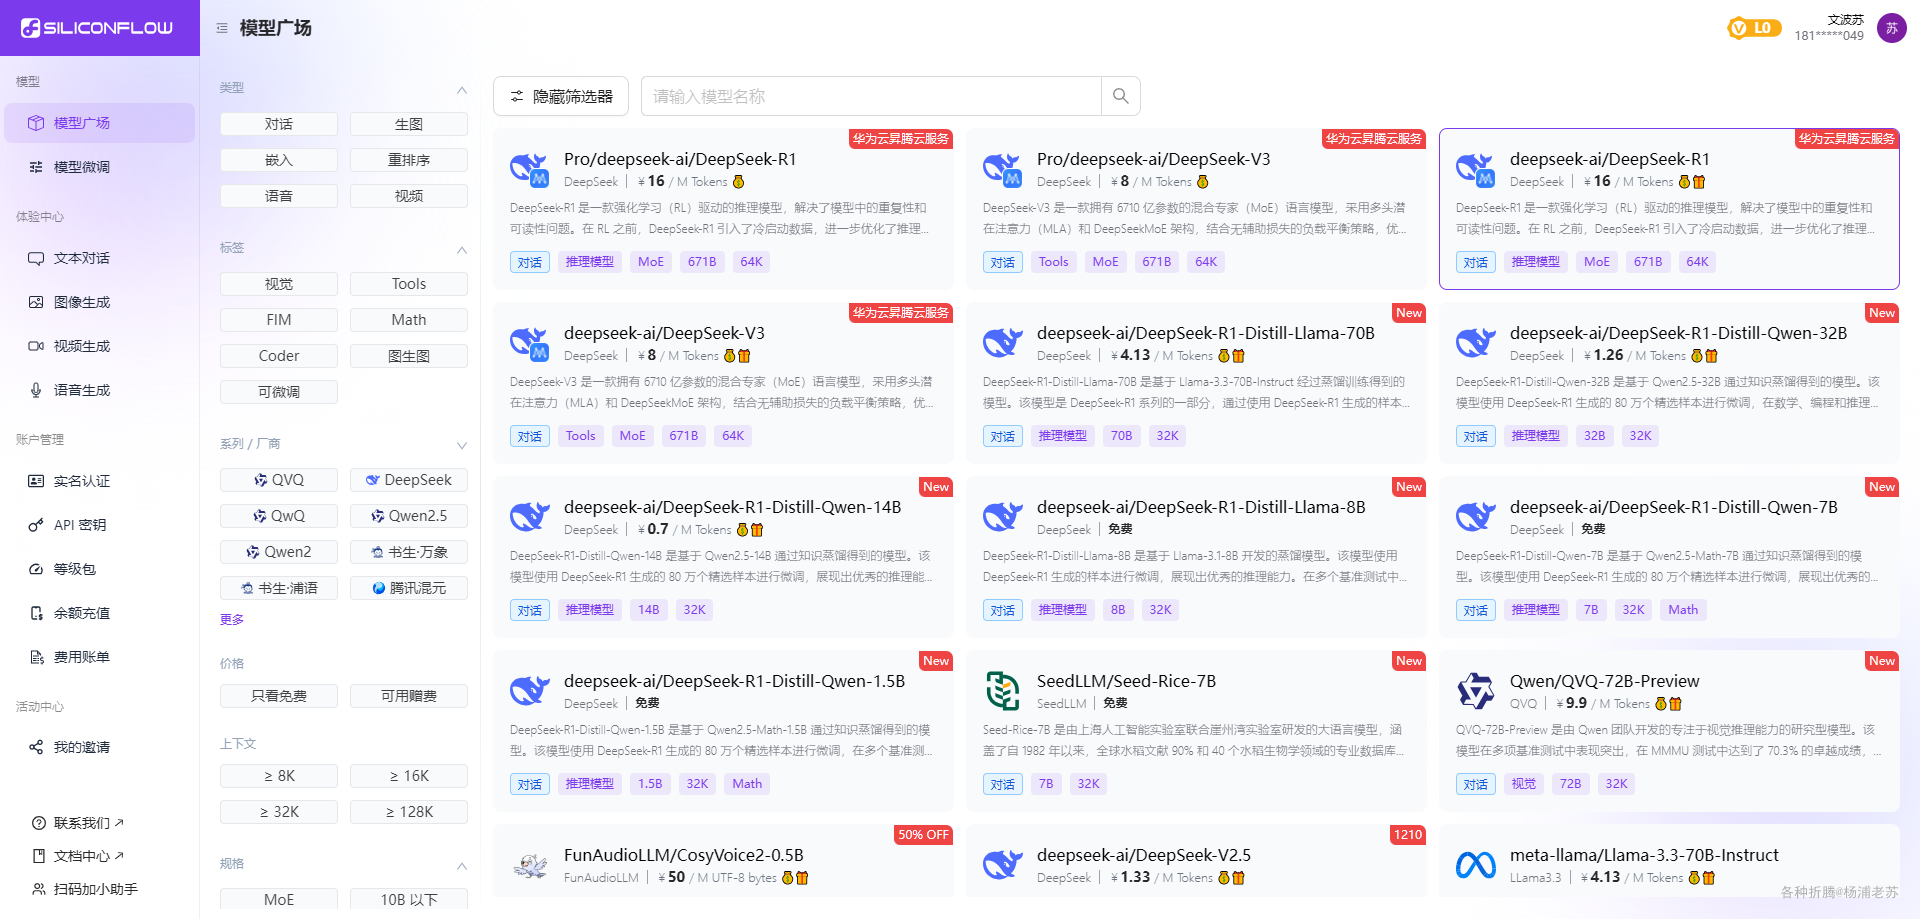 SILICONFLOW
模型广场
L0
文波苏
181*****049
苏
模型
模型广场
模型微调
体验中心
文本对话
图像生成
视频生成
语音生成
账户管理
实名认证
API 密钥
等级包
余额充值
费用账单
活动中心
我的邀请
联系我们
文档中心
扫码加小助手
类型
对话
生图
嵌入
重排序
语音
视频
标签
视觉
Tools
FIM
Math
Coder
图生图
可微调
系列 / 厂商
QVQ
DeepSeek
QwQ
Qwen2.5
Qwen2
书生·万象
书生·浦语
腾讯混元
更多
价格
只看免费
可用赠费
上下文
≥ 8K
≥ 16K
≥ 32K
≥ 128K
规格
MoE
10B 以下
隐藏筛选器
请输入模型名称
华为云昇腾云服务
Pro/deepseek-ai/DeepSeek-R1
DeepSeek | ¥ 16 / M Tokens
DeepSeek-R1 是一款强化学习（RL）驱动的推理模型，解决了模型中的重复性和
可读性问题。在 RL 之前，DeepSeek-R1 引入了冷启动数据，进一步优化了推理...
对话 推理模型 MoE 671B 64K
华为云昇腾云服务
Pro/deepseek-ai/DeepSeek-V3
DeepSeek | ¥ 8 / M Tokens
DeepSeek-V3 是一款拥有 6710 亿参数的混合专家（MoE）语言模型，采用多头潜
在注意力（MLA）和 DeepSeekMoE 架构，结合无辅助损失的负载平衡策略，优...
对话 Tools MoE 671B 64K
华为云昇腾云服务
deepseek-ai/DeepSeek-R1
DeepSeek | ¥ 16 / M Tokens
DeepSeek-R1 是一款强化学习（RL）驱动的推理模型，解决了模型中的重复性和
可读性问题。在 RL 之前，DeepSeek-R1 引入了冷启动数据，进一步优化了推理...
对话 推理模型 MoE 671B 64K
华为云昇腾云服务
deepseek-ai/DeepSeek-V3
DeepSeek | ¥ 8 / M Tokens
DeepSeek-V3 是一款拥有 6710 亿参数的混合专家（MoE）语言模型，采用多头潜
在注意力（MLA）和 DeepSeekMoE 架构，结合无辅助损失的负载平衡策略，优...
对话 Tools MoE 671B 64K
New
deepseek-ai/DeepSeek-R1-Distill-Llama-70B
DeepSeek | ¥ 4.13 / M Tokens
DeepSeek-R1-Distill-Llama-70B 是基于 Llama-3.3-70B-Instruct 经过蒸馏训练得到的
模型。该模型是 DeepSeek-R1 系列的一部分，通过使用 DeepSeek-R1 生成的样本...
对话 推理模型 70B 32K
New
deepseek-ai/DeepSeek-R1-Distill-Qwen-32B
DeepSeek | ¥ 1.26 / M Tokens
DeepSeek-R1-Distill-Qwen-32B 是基于 Qwen2.5-32B 通过知识蒸馏得到的模型。该
模型使用 DeepSeek-R1 生成的 80 万个精选样本进行微调，在数学、编程和推理...
对话 推理模型 32B 32K
New
deepseek-ai/DeepSeek-R1-Distill-Qwen-14B
DeepSeek | ¥ 0.7 / M Tokens
DeepSeek-R1-Distill-Qwen-14B 是基于 Qwen2.5-14B 通过知识蒸馏得到的模型。该
模型使用 DeepSeek-R1 生成的 80 万个精选样本进行微调，展现出优秀的推理能...
对话 推理模型 14B 32K
New
deepseek-ai/DeepSeek-R1-Distill-Llama-8B
DeepSeek | 免费
DeepSeek-R1-Distill-Llama-8B 是基于 Llama-3.1-8B 开发的蒸馏模型。该模型使用
DeepSeek-R1 生成的样本进行微调，展现出优秀的推理能力。在多个基准测试中...
对话 推理模型 8B 32K
New
deepseek-ai/DeepSeek-R1-Distill-Qwen-7B
DeepSeek | 免费
DeepSeek-R1-Distill-Qwen-7B 是基于 Qwen2.5-Math-7B 通过知识蒸馏得到的模
型。该模型使用 DeepSeek-R1 生成的 80 万个精选样本进行微调，展现出优秀的...
对话 推理模型 7B 32K Math
New
deepseek-ai/DeepSeek-R1-Distill-Qwen-1.5B
DeepSeek | 免费
DeepSeek-R1-Distill-Qwen-1.5B 是基于 Qwen2.5-Math-1.5B 通过知识蒸馏得到的模
型。该模型使用 DeepSeek-R1 生成的 80 万个精选样本进行微调，在多个基准测...
对话 推理模型 1.5B 32K Math
New
SeedLLM/Seed-Rice-7B
SeedLLM | 免费
Seed-Rice-7B 是由上海人工智能实验室联合崖州湾实验室研发的大语言模型，涵
盖了自 1982 年以来，全球水稻文献 90% 和 40 个水稻生物学领域的专业数据库...
对话 7B 32K
New
Qwen/QVQ-72B-Preview
QVQ | ¥ 9.9 / M Tokens
QVQ-72B-Preview 是由 Qwen 团队开发的专注于视觉推理能力的研究型模型。该
模型在多项基准测试中表现突出，在 MMMU 测试中达到了 70.3% 的卓越成绩，...
对话 视觉 72B 32K
50% OFF
FunAudioLLM/CosyVoice2-0.5B
FunAudioLLM | ¥ 50 / M UTF-8 bytes
1210
deepseek-ai/DeepSeek-V2.5
DeepSeek | ¥ 1.33 / M Tokens
meta-llama/Llama-3.3-70B-Instruct
LLama3.3 | ¥ 4.13 / M Tokens
各种折腾@杨浦老苏